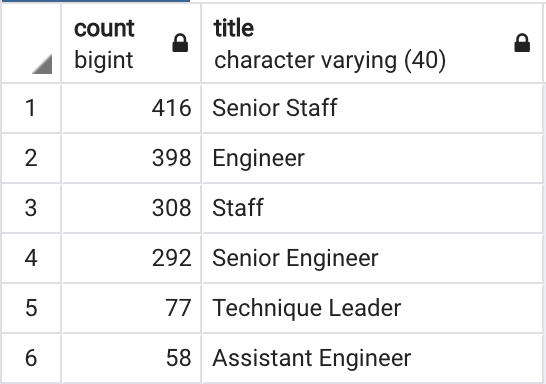 count title
bigint character varying (40)
1 416 Senior Staff
2 398 Engineer
3 308 Staff
4 292 Senior Engineer
5 77 Technique Leader
6 58 Assistant Engineer